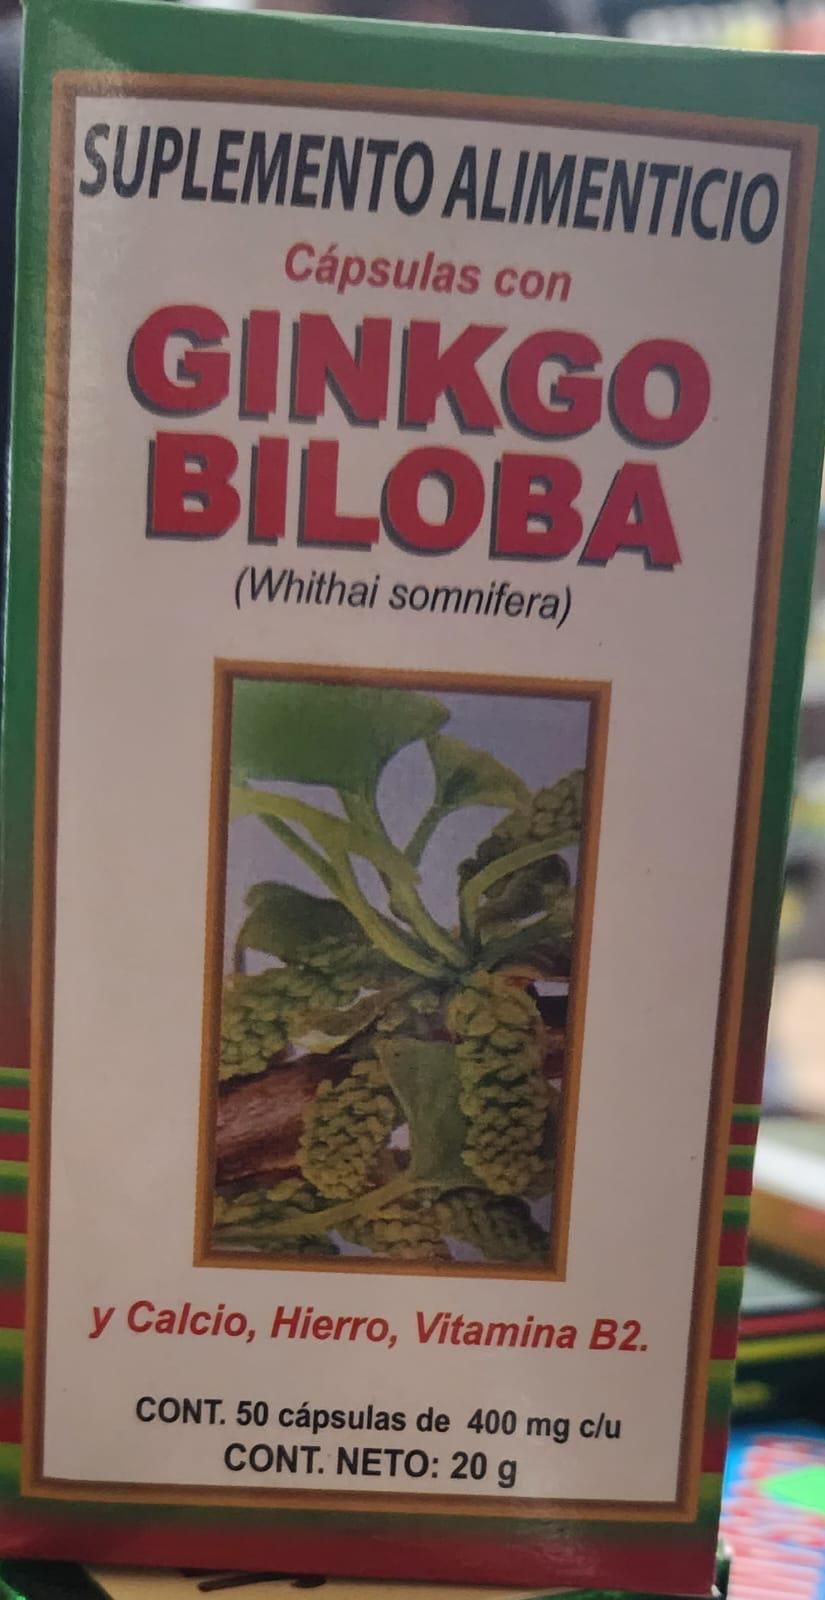 SUPLEMENTO ALIMENTICIO
Cápsulas con
GINKGO
BILOBA
(Whithai somnifera)
y Calcio, Hierro, Vitamina B2.
CONT. 50 cápsulas de 400 mg c/u
CONT. NETO: 20 g